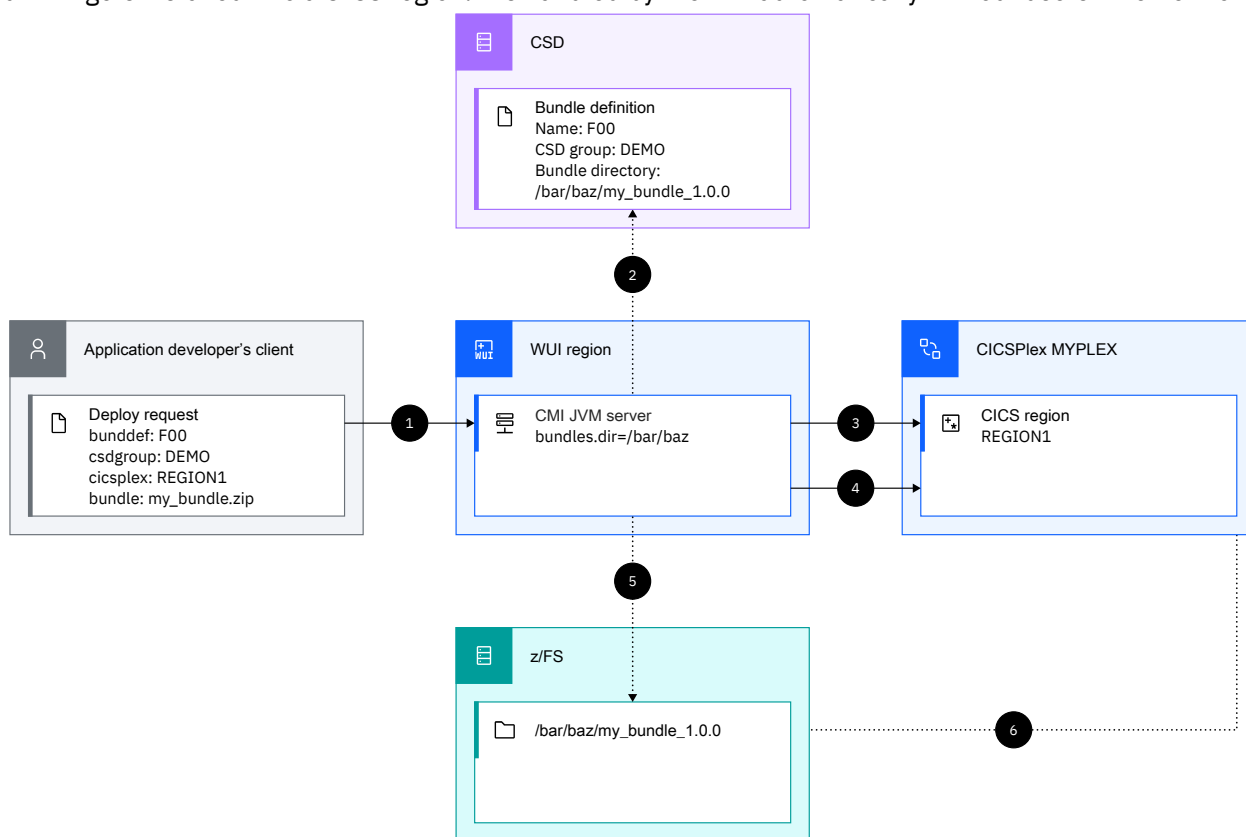 CSD
Bundle definition
Name: F00
CSD group: DEMO
Bundle directory:
/bar/baz/my_bundle_1.0.0
2
Application developer's client
Deploy request
bunddef: F00
csdgroup: DEMO
cicsplex: REGION1
bundle: my_bundle.zip
1
WUI
WUI region
CMI JVM server
bundles.dir=/bar/baz
3
4
CICSPlex MYPLEX
CICS region
REGION1
5
z/FS
/bar/baz/my_bundle_1.0.0
6